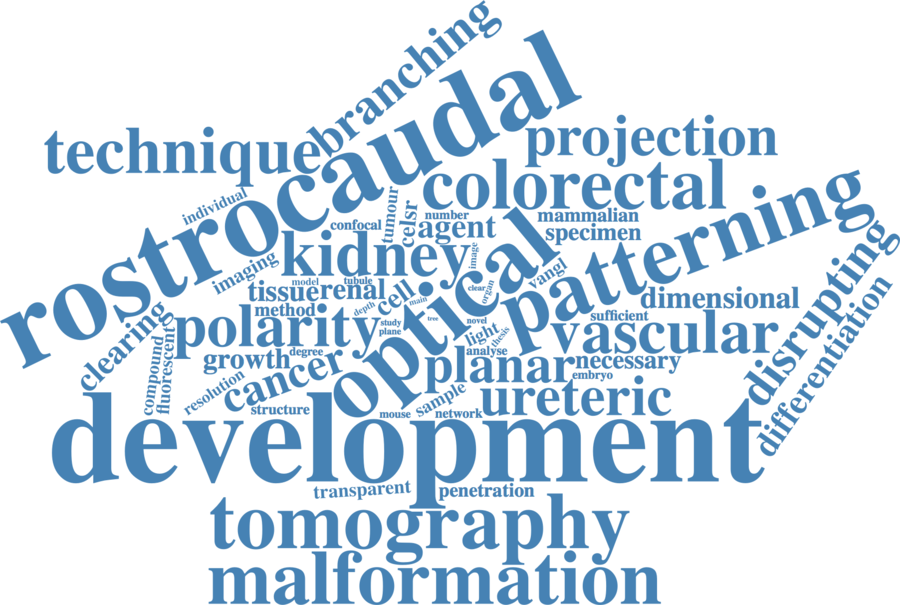 branching
rostrocaudal
technique
projection
colorectal
patterning
individual
tumour
celsr
number
agent
mammalian
specimen
confocal
kidney
image
imaging
model
tubule
tissue
renal
cell
method
depth
main
clear
organ
optical
vangl
disrupting
dimensional
sufficient
clearing
compound
fluorescent
polarity
study
plane
tree
novel
light
thesis
vascular
differentiation
growth
degree
cancer
analyse
planar
necessary
embryo
resolution
structure
mouse
sample
network
ureteric
development
transparent
penetration
tomography
malformation